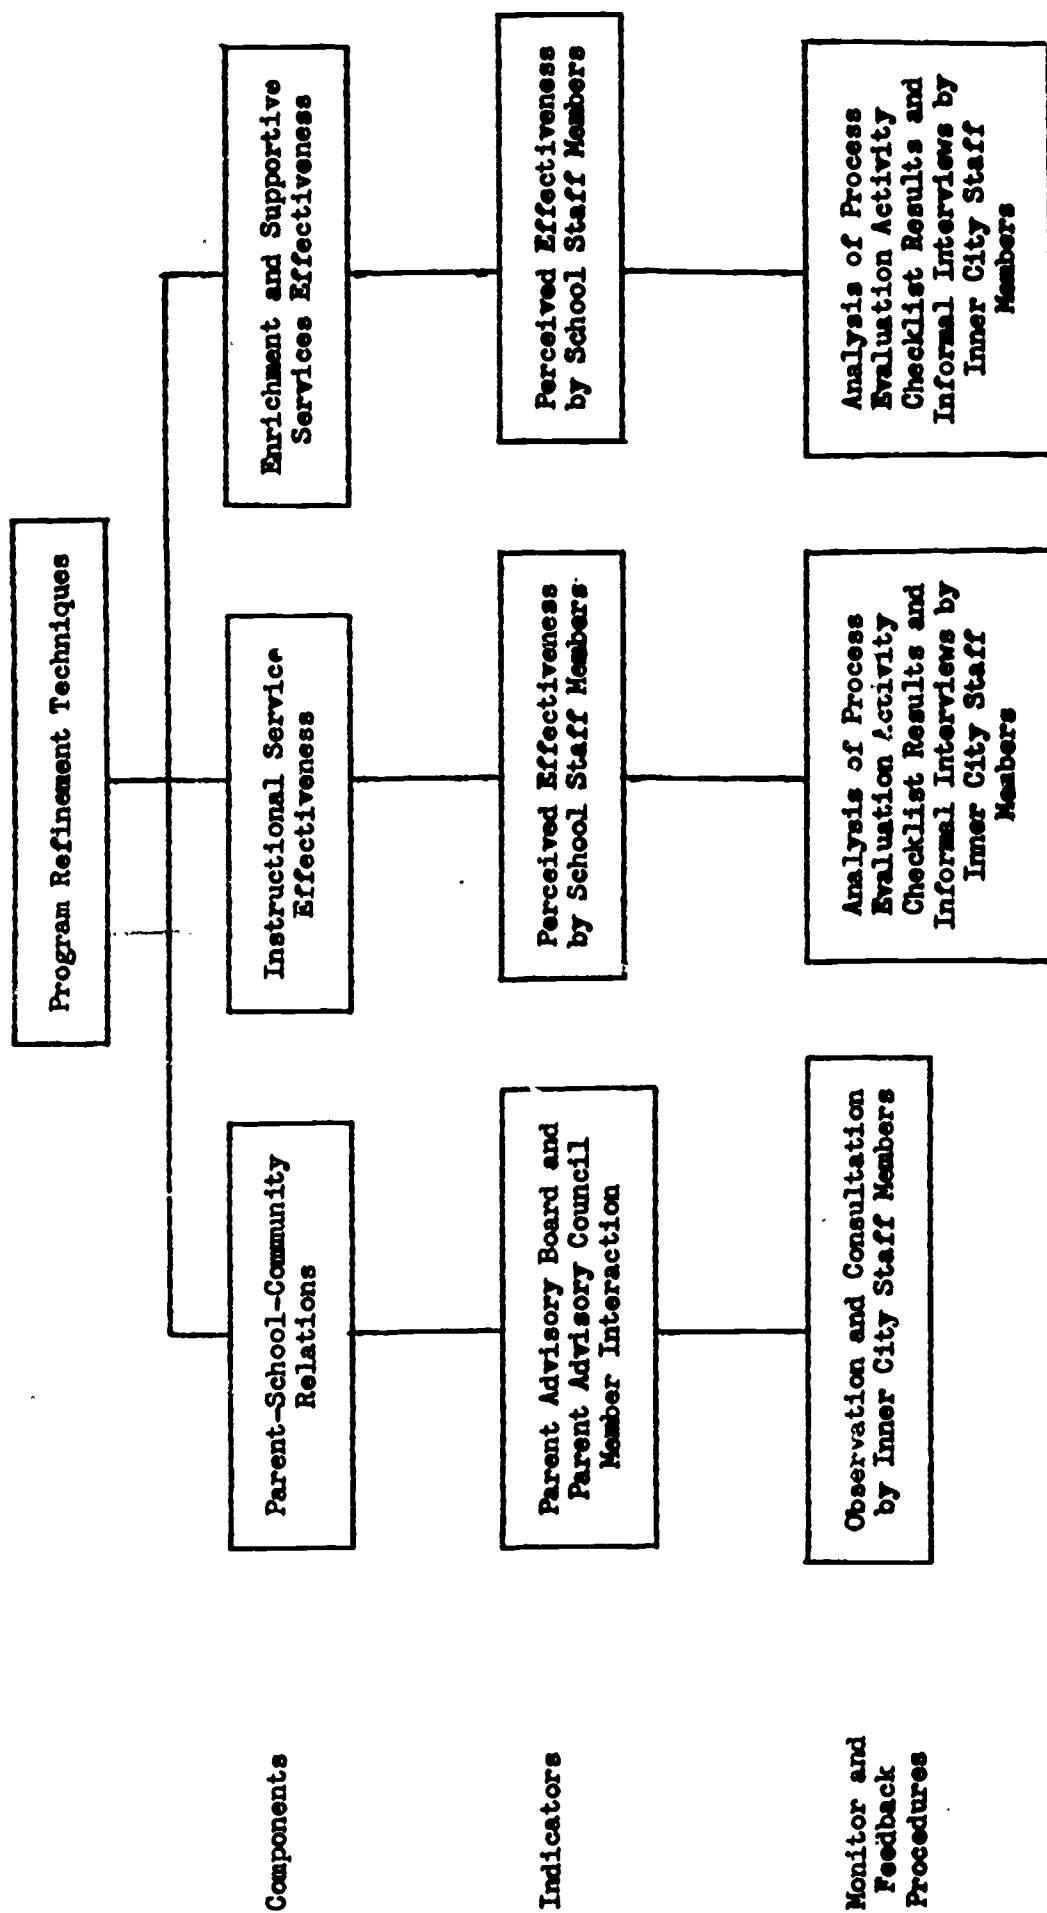 Program Refinement Techniques
Components
Parent-School-Community
Relations
Instructional Service
Effectiveness
Enrichment and Supportive
Services Effectiveness
Indicators
Parent Advisory Board and
Parent Advisory Council
Member Interaction
Perceived Effectiveness
by School Staff Members
Perceived Effectiveness
by School Staff Members
Monitor and
Feedback
Procedures
Observation and Consultation
by Inner City Staff Members
Analysis of Process
Evaluation Activity
Checklist Results and
Informal Interviews by
Inner City Staff
Members
Analysis of Process
Evaluation Activity
Checklist Results and
Informal Interviews by
Inner City Staff
Members